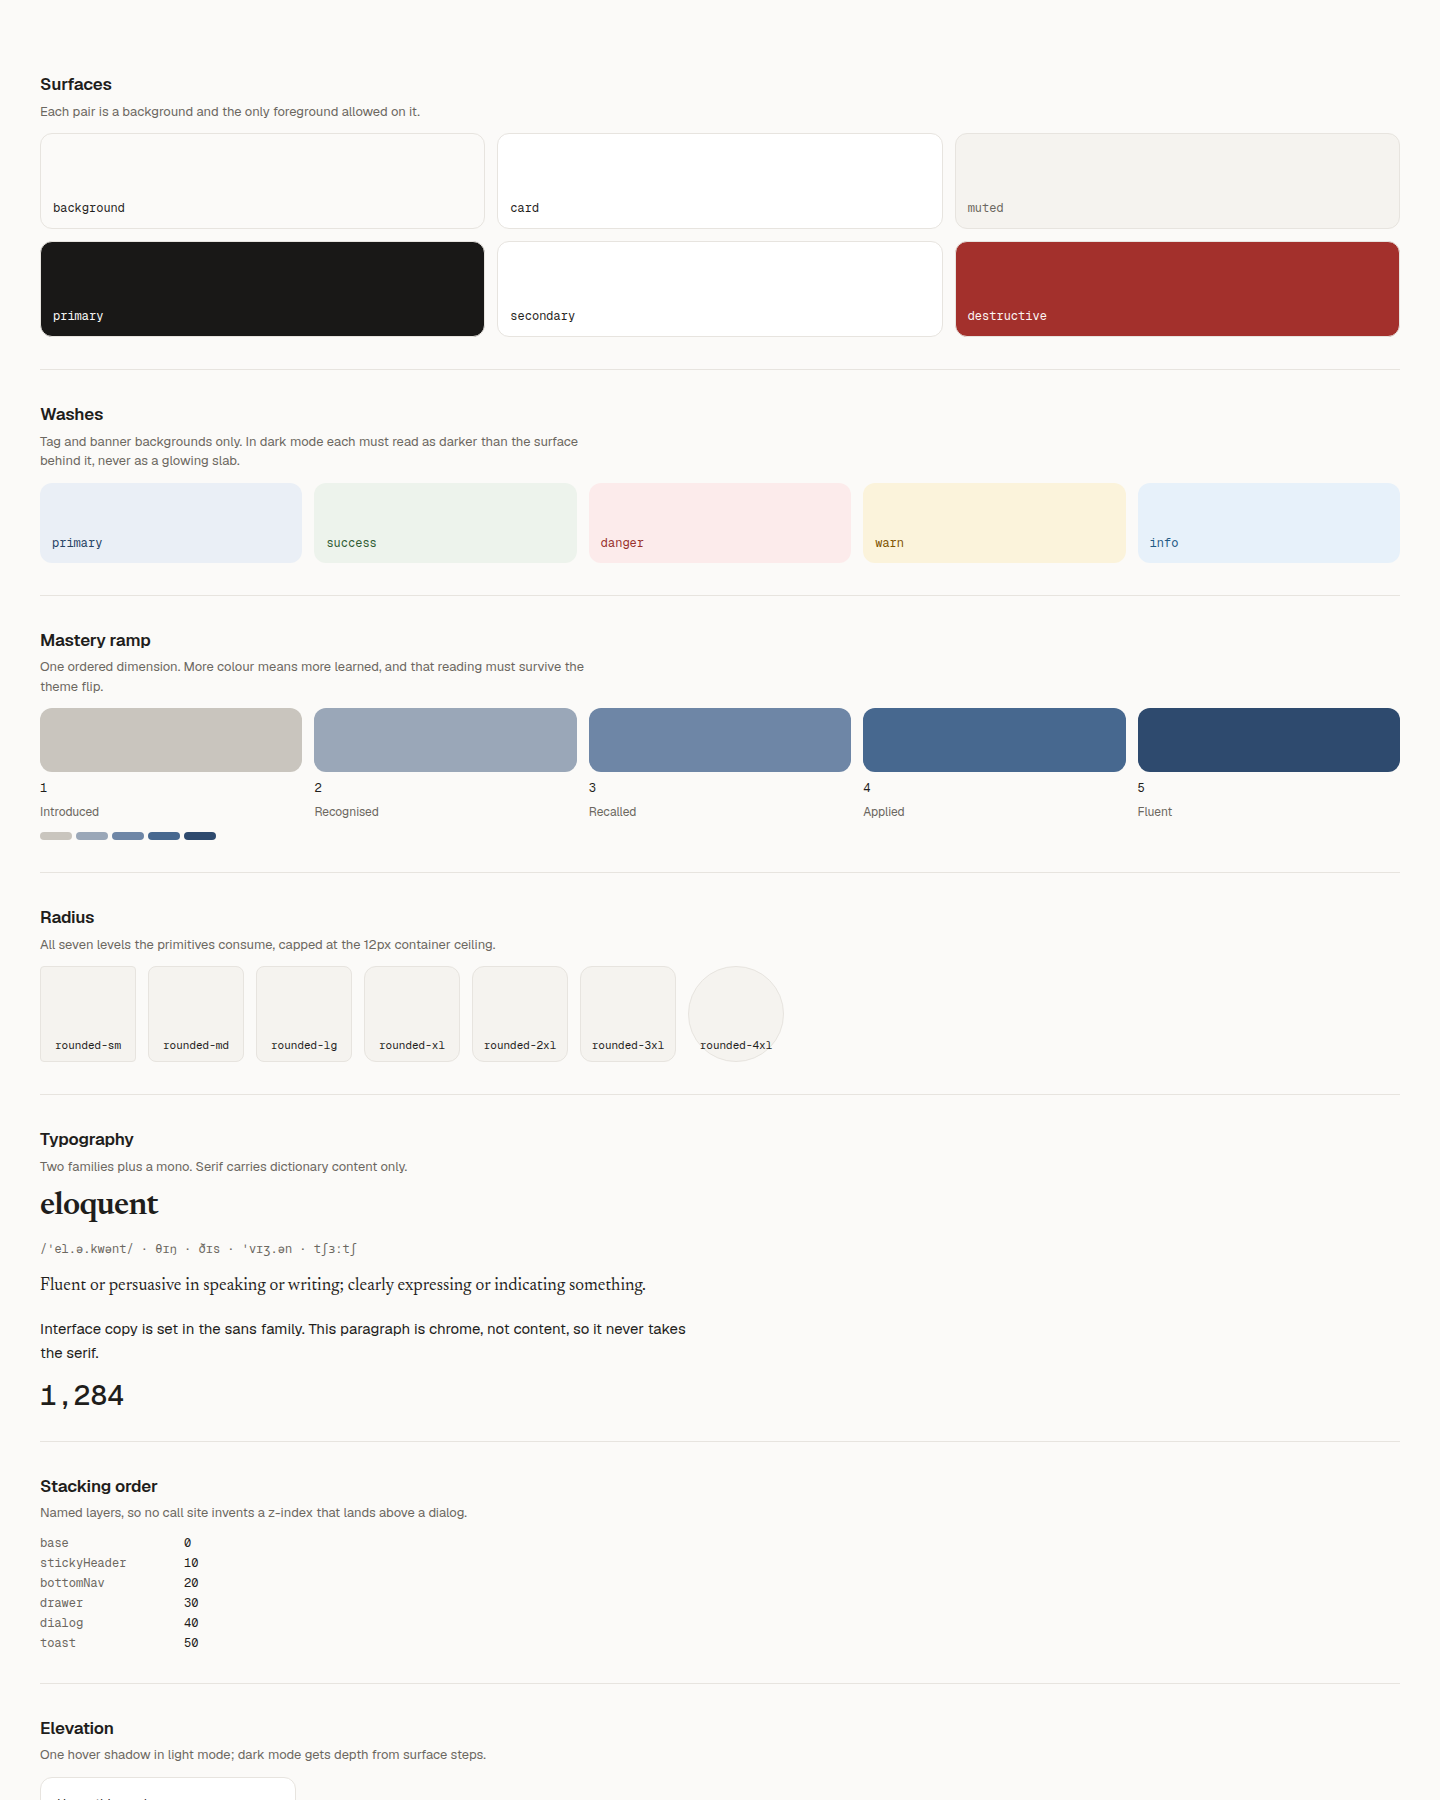 Surfaces
Each pair is a background and the only foreground allowed on it.
background
card
muted
primary
secondary
destructive
Washes
Tag and banner backgrounds only. In dark mode each must read as darker than the surface
behind it, never as a glowing slab.
primary
success
danger
warn
info
Mastery ramp
One ordered dimension. More colour means more learned, and that reading must survive the
theme flip.
1
2
3
4
5
Introduced
Recognised
Recalled
Applied
Fluent
Radius
All seven levels the primitives consume, capped at the 12px container ceiling.
rounded-sm
rounded-md
rounded-lg
rounded-xl
rounded-2xl
rounded-3xl
rounded-4xl
Typography
Two families plus a mono. Serif carries dictionary content only.
eloquent
/ˈel.ə.kwənt/ · θɪŋ · ðɪs · ˈvɪʒ.ən · tʃɜːtʃ
Fluent or persuasive in speaking or writing; clearly expressing or indicating something.
Interface copy is set in the sans family. This paragraph is chrome, not content, so it never takes
the serif.
1,284
Stacking order
Named layers, so no call site invents a z-index that lands above a dialog.
base 0
stickyHeader 10
bottomNav 20
drawer 30
dialog 40
toast 50
Elevation
One hover shadow in light mode; dark mode gets depth from surface steps.